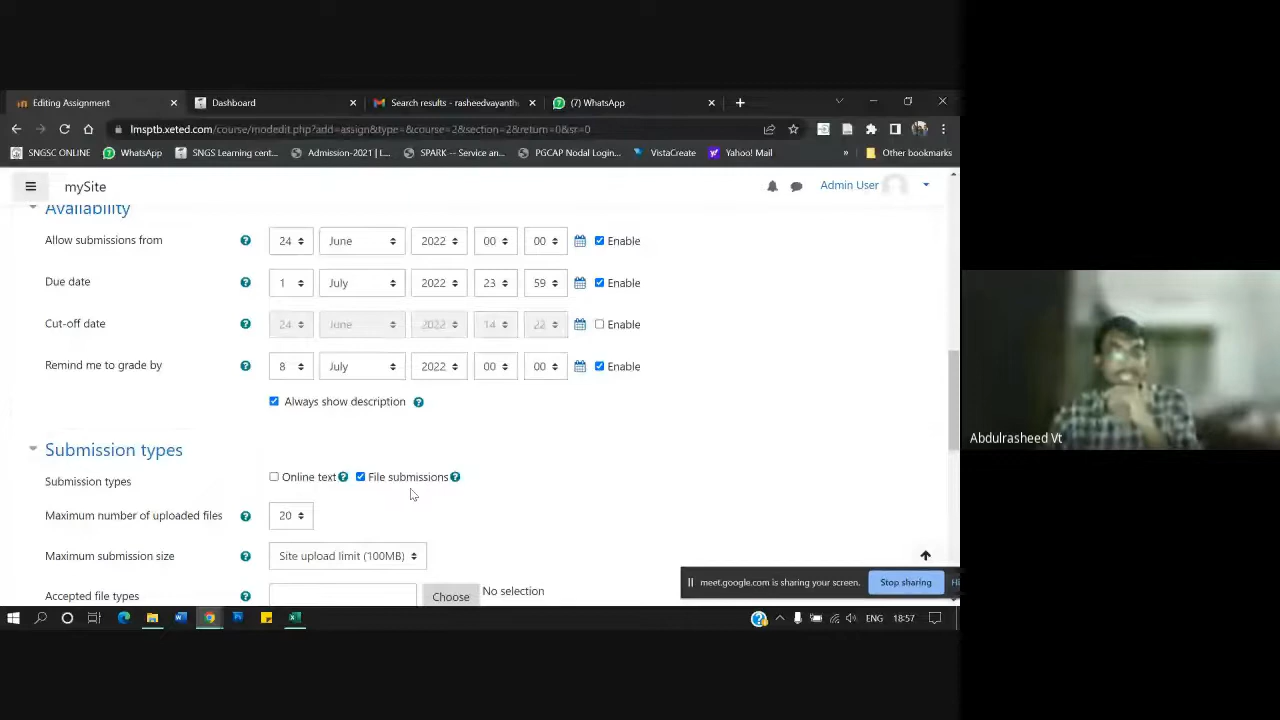 Editing Assignment
Dashboard
Search results - rasheedvayanth
(7) WhatsApp
lmsptb.xeted.com/course/modedit.php?add=assign&type=&course=2&section=2&return=0&sr=0
SNGSC ONLINE
WhatsApp
SNGS Learning cent...
Admission-2021 | L...
SPARK -- Service an...
PGCAP Nodal Login...
VistaCreate
Yahoo! Mail
»
Other bookmarks
mySite
Admin User
Availability
Allow submissions from 24 June 2022 00 00 Enable
Due date 1 July 2022 23 59 Enable
Cut-off date 24 June 2022 14 22 Enable
Remind me to grade by 8 July 2022 00 00 Enable
Always show description
Abdulrasheed Vt
Submission types
Submission types Online text File submissions
Maximum number of uploaded files 20
Maximum submission size Site upload limit (100MB)
meet.google.com is sharing your screen. Stop sharing Hi
Accepted file types Choose No selection
ENG 18:57